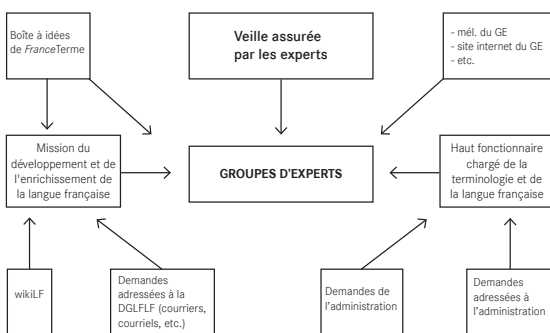 Boîte à idées
de FranceTerme
Veille assurée
par les experts
- mél. du GE
- site internet du GE
- etc.
Mission du
développement et de
l'enrichissement de
la langue française
GROUPES D'EXPERTS
Haut fonctionnaire
chargé de la
terminologie et de
la langue française
wikiLF
Demandes
adressées à la
DGLFLF (courriers,
courriels, etc.)
Demandes de
l'administration
Demandes
adressées à
l'administration